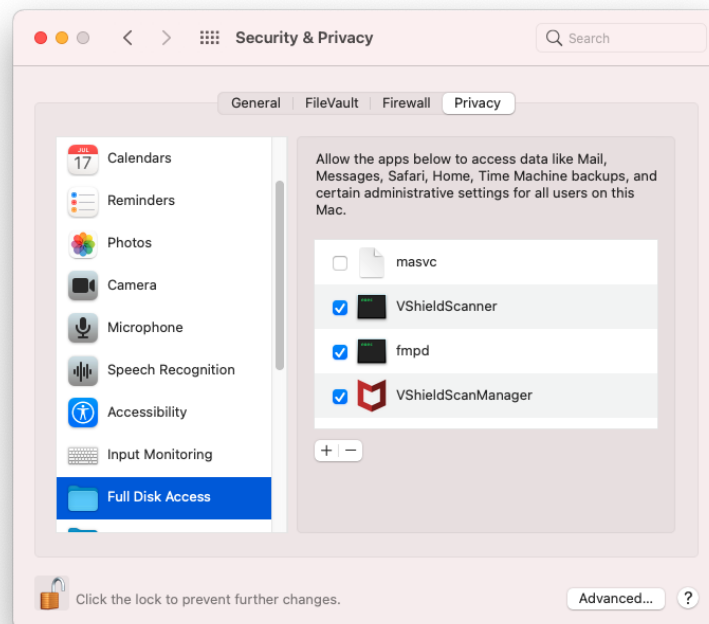 Security & Privacy
Search
General FileVault Firewall Privacy
JUL
17
Calendars
Reminders
Photos
Camera
Microphone
Speech Recognition
Accessibility
Input Monitoring
Full Disk Access
Allow the apps below to access data like Mail,
Messages, Safari, Home, Time Machine backups, and
certain administrative settings for all users on this
Mac.
masvc
VShieldScanner
fmpd
VShieldScanManager
+ −
Click the lock to prevent further changes.
Advanced...
?